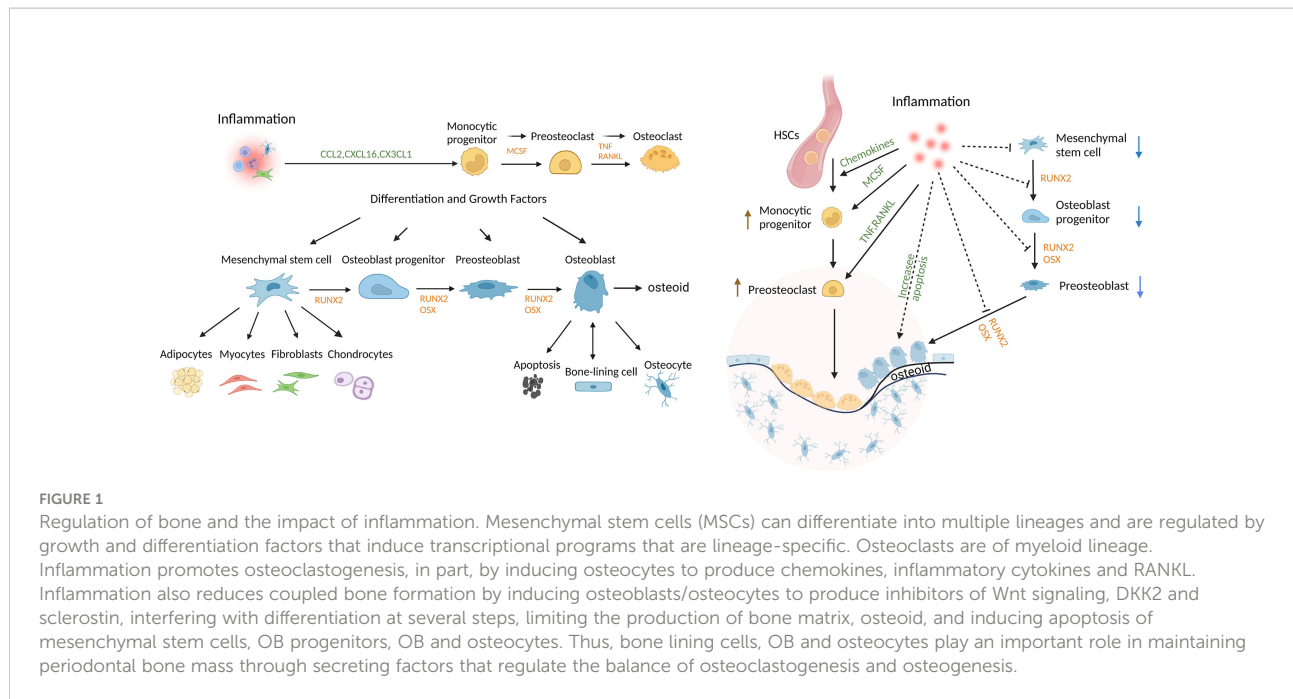 Inflammation
CCL2,CXCL16,CX3CL1
Monocytic
progenitor
MCSF
Preosteoclast
TNF
RANKL
Osteoclast
Differentiation and Growth Factors
Mesenchymal stem cell
RUNX2
Osteoblast progenitor
RUNX2
OSX
Preosteoblast
RUNX2
OSX
Osteoblast
osteoid
Adipocytes
Myocytes
Fibroblasts
Chondrocytes
Apoptosis
Bone-lining cell
Osteocyte
Inflammation
HSCs
Chemokines
MCSF
TNF,RANKL
Monocytic
progenitor
Preosteoclast
Increasee
apoptosis
Mesenchymal
stem cell
RUNX2
Osteoblast
progenitor
RUNX2
OSX
Preosteoblast
RUNX2
OSX
osteoid
FIGURE 1
Regulation of bone and the impact of inflammation. Mesenchymal stem cells (MSCs) can differentiate into multiple lineages and are regulated by
growth and differentiation factors that induce transcriptional programs that are lineage-specific. Osteoclasts are of myeloid lineage.
Inflammation promotes osteoclastogenesis, in part, by inducing osteocytes to produce chemokines, inflammatory cytokines and RANKL.
Inflammation also reduces coupled bone formation by inducing osteoblasts/osteocytes to produce inhibitors of Wnt signaling, DKK2 and
sclerostin, interfering with differentiation at several steps, limiting the production of bone matrix, osteoid, and inducing apoptosis of
mesenchymal stem cells, OB progenitors, OB and osteocytes. Thus, bone lining cells, OB and osteocytes play an important role in maintaining
periodontal bone mass through secreting factors that regulate the balance of osteoclastogenesis and osteogenesis.